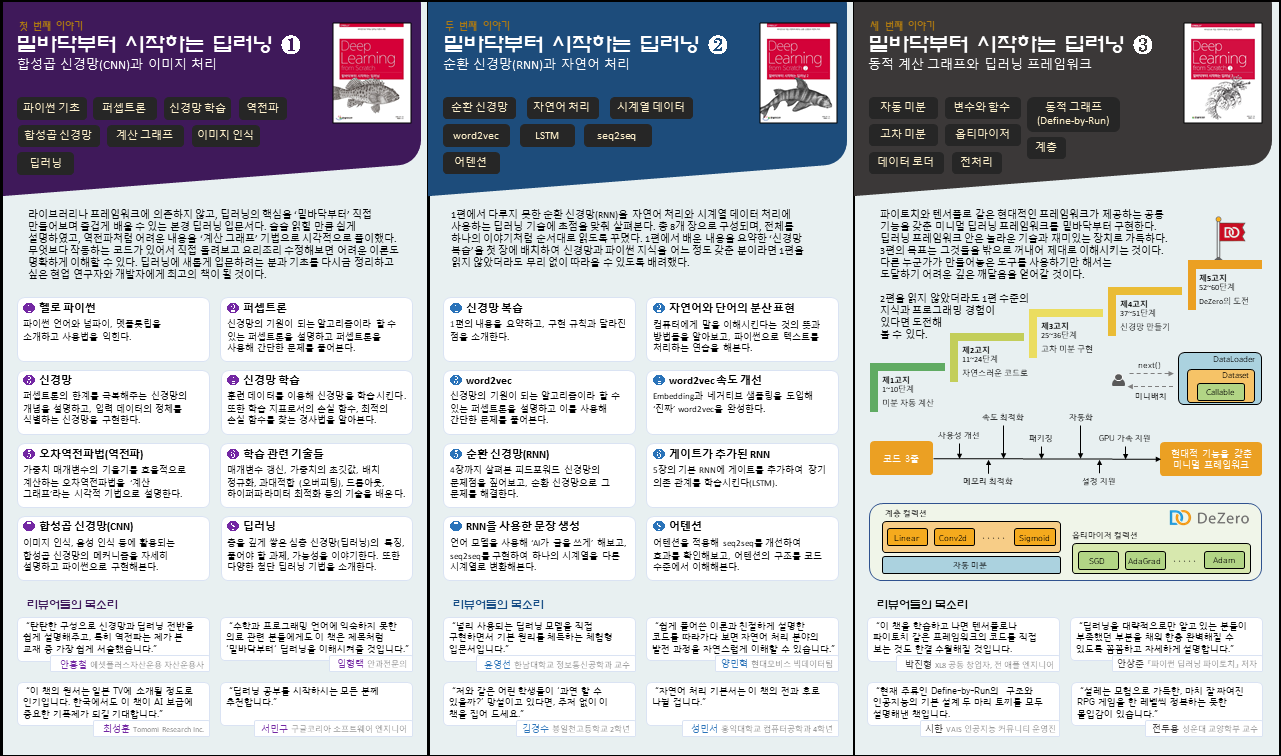 첫 번째 이야기
밑바닥부터 시작하는 딥러닝 ❶
합성곱 신경망(CNN)과 이미지 처리
Deep Learning from Scratch
파이썬 기초
퍼셉트론
신경망 학습
역전파
합성곱 신경망
계산 그래프
이미지 인식
딥러닝
라이브러리나 프레임워크에 의존하지 않고, 딥러닝의 핵심을 ‘밑바닥부터’ 직접
만들어보며 즐겁게 배울 수 있는 본격 딥러닝 입문서다. 술술 읽힐 만큼 쉽게
설명하였고, 역전파처럼 어려운 내용을 ‘계산 그래프’ 기법으로 시각적으로 풀이했다.
무엇보다 작동하는 코드가 있어서 직접 돌려보고 요리조리 수정해보면 어려운 이론도
명확하게 이해할 수 있다. 딥러닝에 새롭게 입문하려는 분과 기초를 다시금 정리하고
싶은 현업 연구자와 개발자에게 최고의 책이 될 것이다.
1 헬로 파이썬
파이썬 언어와 넘파이, 맷플롯립을
소개하고 사용법을 익힌다.
2 퍼셉트론
신경망의 기원이 되는 알고리즘이라 할 수
있는 퍼셉트론을 설명하고 퍼셉트론을
사용해 간단한 문제를 풀어본다.
3 신경망
퍼셉트론의 한계를 극복해주는 신경망의
개념을 설명하고, 입력 데이터의 정체를
식별하는 신경망을 구현한다.
4 신경망 학습
훈련 데이터를 이용해 신경망을 학습시킨다.
또한 학습 지표로서의 손실 함수, 최적의
손실 함수를 찾는 경사법을 알아본다.
5 오차역전파법(역전파)
가중치 매개변수의 기울기를 효율적으로
계산하는 오차역전파법을 ‘계산
그래프’라는 시각적 기법으로 설명한다.
6 학습 관련 기술들
매개변수 갱신, 가중치의 초깃값, 배치
정규화, 과대적합 (오버피팅), 드롭아웃,
하이퍼파라미터 최적화 등의 기술을 배운다.
합성곱 신경망(CNN)
이미지 인식, 음성 인식 등에 활용되는
합성곱 신경망의 메커니즘을 자세히
설명하고 파이썬으로 구현해본다.
8 딥러닝
층을 깊게 쌓은 심층 신경망(딥러닝)의 특징,
풀어야 할 과제, 가능성을 이야기한다. 또한
다양한 첨단 딥러닝 기법을 소개한다.
리뷰어들의 목소리
“탄탄한 구성으로 신경망과 딥러닝 전반을
쉽게 설명해주고, 특히 역전파는 제가 본
교재 중 가장 쉽게 서술했습니다.”
안홍철 메셋플러스자산운용 자산운용사
“수학과 프로그래밍 언어에 익숙하지 못한
의료 관련 분들에게도 이 책은 제목처럼
‘밑바닥부터’ 딥러닝을 이해시켜줄 것입니다.”
임형택 안과전문의
“이 책의 원서는 일본 TV에 소개될 정도로
인기입니다. 한국에서도 이 책이 AI 보급에
중요한 기폭제가 되길 기대합니다.”
최성훈 Tomomi Research Inc.
“딥러닝 공부를 시작하시는 모든 분께
추천합니다.”
서민구 구글코리아 소프트웨어 엔지니어
두 번째 이야기
밑바닥부터 시작하는 딥러닝 ❷
순환 신경망(RNN)과 자연어 처리
Deep Learning from Scratch
순환 신경망
자연어 처리
시계열 데이터
word2vec
LSTM
seq2seq
어텐션
1편에서 다루지 못한 순환 신경망(RNN)을 자연어 처리와 시계열 데이터 처리에
사용하는 딥러닝 기술에 초점을 맞춰 살펴본다. 총 8개 장으로 구성되며, 전체를
하나의 이야기처럼 순서대로 읽도록 꾸몄다. 1편에서 배운 내용을 요약한 ‘신경망
복습’을 첫 장에 배치하여 신경망과 파이썬 지식을 어느 정도 갖춘 분이라면 1편을
읽지 않았더라도 무리 없이 따라올 수 있도록 배려했다.
신경망 복습
1편의 내용을 요약하고, 구현 규칙과 달라진
점을 소개한다.
2 자연어와 단어의 분산 표현
컴퓨터에게 말을 이해시킨다는 것의 뜻과
방법들을 알아보고, 파이썬으로 텍스트를
처리하는 연습을 해본다.
3 word2vec
신경망의 기원이 되는 알고리즘이라 할 수
있는 퍼셉트론을 설명하고 이를 사용해
간단한 문제를 풀어본다.
4 word2vec 속도 개선
Embedding과 네거티브 샘플링을 도입해
‘진짜’ word2vec을 완성한다.
5 순환 신경망(RNN)
4장까지 살펴본 피드포워드 신경망의
문제점을 짚어보고, 순환 신경망으로 그
문제를 해결한다.
6 게이트가 추가된 RNN
5장의 기본 RNN에 게이트를 추가하여 장기
의존 관계를 학습시킨다(LSTM).
RNN을 사용한 문장 생성
언어 모델을 사용해 ‘AI가 글을 쓰게’ 해보고,
seq2seq를 구현하여 하나의 시계열을 다른
시계열로 변환해본다.
8 어텐션
어텐션을 적용해 seq2seq를 개선하여
효과를 확인해보고, 어텐션의 구조를 코드
수준에서 이해해본다.
리뷰어들의 목소리
“널리 사용되는 딥러닝 모델을 직접
구현하면서 기본 원리를 체득하는 체험형
입문서입니다.”
윤영선 한남대학교 정보통신공학과 교수
“쉽게 풀어쓴 이론과 친절하게 설명한
코드를 따라가다 보면 자연어 처리 분야의
발전 과정을 자연스럽게 이해할 수 있습니다.”
양민혁 현대모비스 빅데이터팀
“저와 같은 어린 학생들이 ‘과연 할 수
있을까?’ 망설이고 있다면, 주저 없이 이
책을 집어 드세요.”
김경수 봉일천고등학교 2학년
“자연어 처리 기본서는 이 책의 전과 후로
나뉠 겁니다.”
성민석 홍익대학교 컴퓨터공학과 4학년
세 번째 이야기
밑바닥부터 시작하는 딥러닝 ❸
동적 계산 그래프와 딥러닝 프레임워크
Deep Learning from Scratch
자동 미분
변수와 함수
동적 그래프
(Define-by-Run)
고차 미분
옵티마이저
계층
데이터 로더
전처리
파이토치와 텐서플로 같은 현대적인 프레임워크가 제공하는 공통
기능을 갖춘 미니멀 딥러닝 프레임워크를 밑바닥부터 구현한다.
딥러닝 프레임워크 안은 놀라운 기술과 재미있는 장치로 가득하다.
3편의 목표는 그것들을 밖으로 꺼내어 제대로 이해시키는 것이다.
다른 누군가가 만들어놓은 도구를 사용하기만 해서는
도달하기 어려운 깊은 깨달음을 얻어갈 것이다.
2편을 읽지 않았더라도 1편 수준의
지식과 프로그래밍 경험이
있다면 도전해
볼 수 있다.
제5고지
52~60단계
DeZero의 도전
제4고지
37~51단계
신경망 만들기
제3고지
25~36단계
고차 미분 구현
제2고지
11~24단계
자연스러운 코드로
제1고지
1~10단계
미분 자동 계산
next()
미니배치
DataLoader
Dataset
Callable
속도 최적화
자동화
사용성 개선
패키징
GPU 가속 지원
코드 3줄
현대적 기능을 갖춘
미니멀 프레임워크
메모리 최적화
설정 지원
계층 컬렉션
DeZero
Linear
Conv2d
·····
Sigmoid
자동 미분
옵티마이저 컬렉션
SGD
AdaGrad
·····
Adam
리뷰어들의 목소리
“이 책을 학습하고 나면 텐서플로나
파이토치 같은 프레임워크의 코드를 직접
보는 것도 한결 수월해질 것입니다.
박진형 XL8 공동 창업자, 전 애플 엔지니어
“딥러닝을 대략적으로만 알고 있는 분들이
부족했던 부분을 채워 한층 완벽해질 수
있도록 꼼꼼하고 자세하게 설명합니다.”
안상준 『파이썬 딥러닝 파이토치』 저자
“현재 주류인 Define-by-Run의 구조와
인공지능의 기본 설계 두 마리 토끼를 모두
설명해낸 책입니다.
시한 VAIS 인공지능 커뮤니티 운영진
“설레는 모험으로 가득한, 마치 잘 짜여진
RPG 게임을 한 레벨씩 정복하는 듯한
몰입감이 있습니다.”
전두용 성운대 교양학부 교수